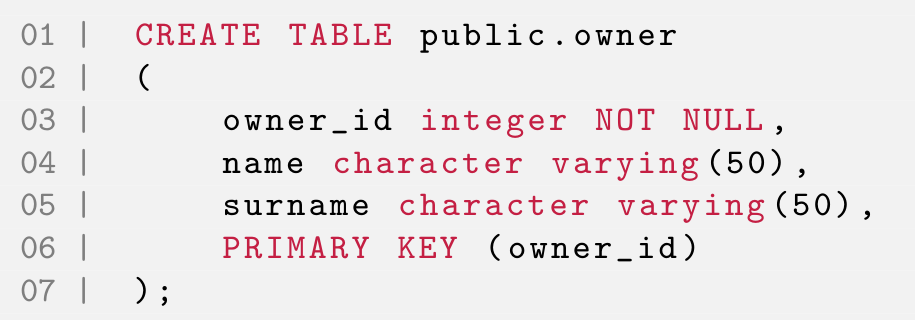 01 | CREATE TABLE public.owner
02 | (
03 |     owner_id integer NOT NULL,
04 |     name character varying(50),
05 |     surname character varying(50),
06 |     PRIMARY KEY (owner_id)
07 | );